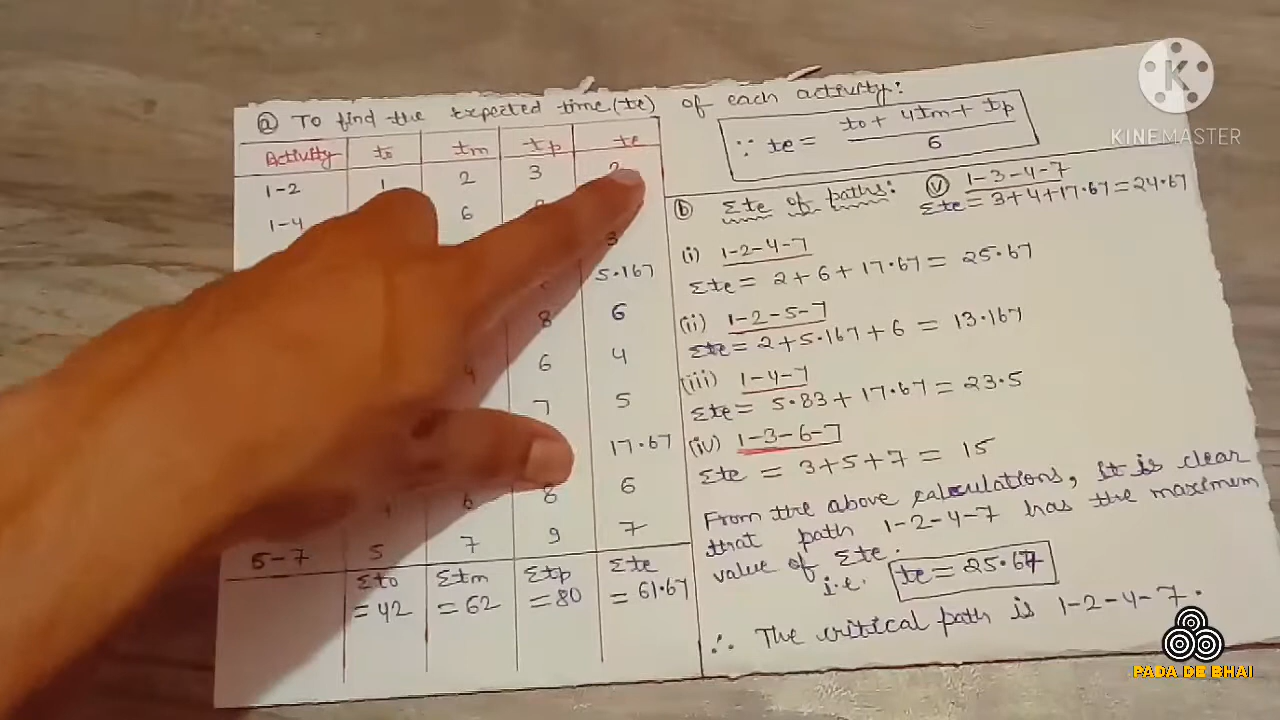 ⓐ To find the Expected time (te) of each activity:
∵ te = to + 4tm + tp / 6
Activity to tm tp te
1-2 1 2 3 2
1-4 6
3
5.167
8 6
4 6 4
7 5
17.67
6 8 6
5-7 5 7 9 7
Σto = 42 Σtm = 62 Σtp = 80 Σte = 61.67
ⓑ Σte of paths:
(i) 1-2-4-7
Σte = 2+6+17.67 = 25.67
(ii) 1-2-5-7
Σte = 2+5.167+6 = 13.167
(iii) 1-4-7
Σte = 5.83+17.67 = 23.5
(iv) 1-3-6-7
Σte = 3+5+7 = 15
ⓥ 1-3-4-7
Σte = 3+4+17.67 = 24.67
From the above calculations, it is clear
that path 1-2-4-7 has the maximum
value of Σte.
i.e. te = 25.67
∴ The critical path is 1-2-4-7.
K
KINEMASTER
PADA DE BHAI